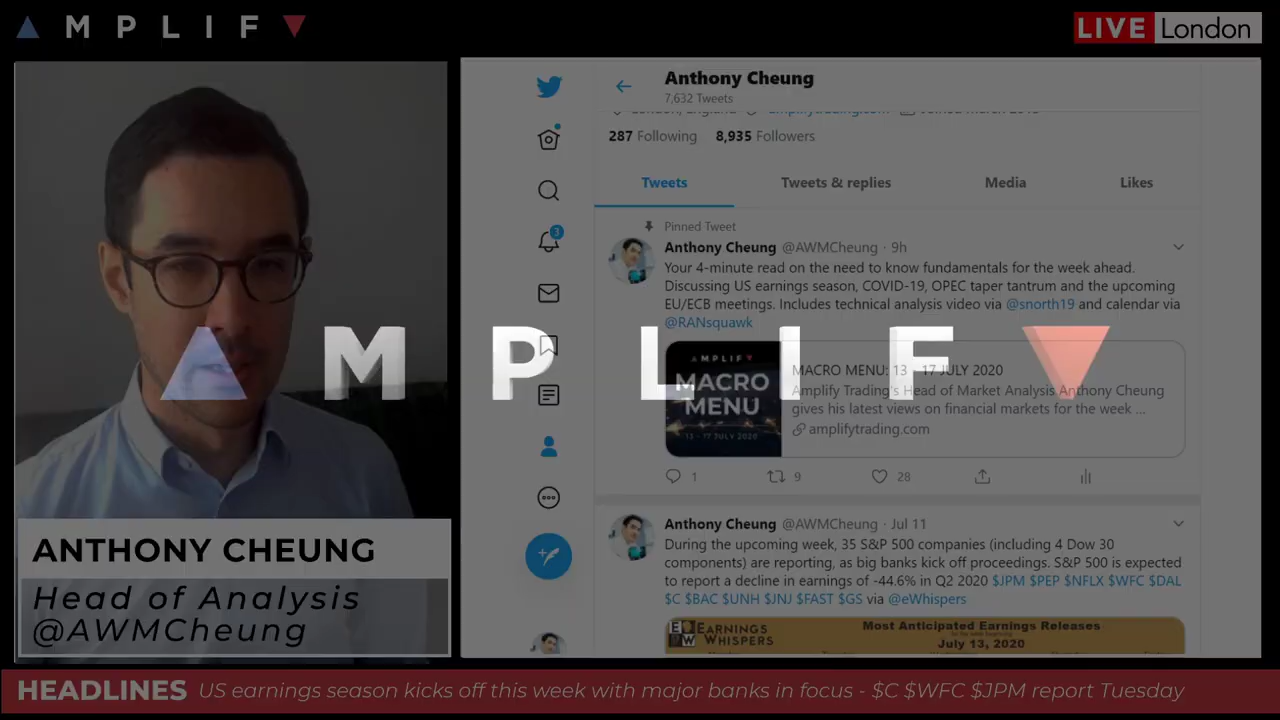 AMPLIFY
LIVE London
Anthony Cheung
7,632 Tweets
287 Following 8,935 Followers
Tweets Tweets & replies Media Likes
Pinned Tweet
Anthony Cheung @AWMCheung · 9h
Your 4-minute read on the need to know fundamentals for the week ahead.
Discussing US earnings season, COVID-19, OPEC taper tantrum and the upcoming
EU/ECB meetings. Includes technical analysis video via @snorth19 and calendar via
@RANsquawk
3
AMPLIFY
AMPLIFY
MACRO
MENU
13 - 17 JULY 2020
MACRO MENU: 13 - 17 JULY 2020
Amplify Trading's Head of Market Analysis Anthony Cheung
gives his latest views on financial markets for the week ...
amplifytrading.com
1 9 28
Anthony Cheung @AWMCheung · Jul 11
During the upcoming week, 35 S&P 500 companies (including 4 Dow 30
components) are reporting, as big banks kick off proceedings. S&P 500 is expected
to report a decline in earnings of -44.6% in Q2 2020 $JPM $PEP $NFLX $WFC $DAL
$C $BAC $UNH $JNJ $FAST $GS via @eWhispers
EARNINGS
WHISPERS
Most Anticipated Earnings Releases
July 13, 2020
ANTHONY CHEUNG
Head of Analysis
@AWMCheung
HEADLINES US earnings season kicks off this week with major banks in focus - $C $WFC $JPM report Tuesday